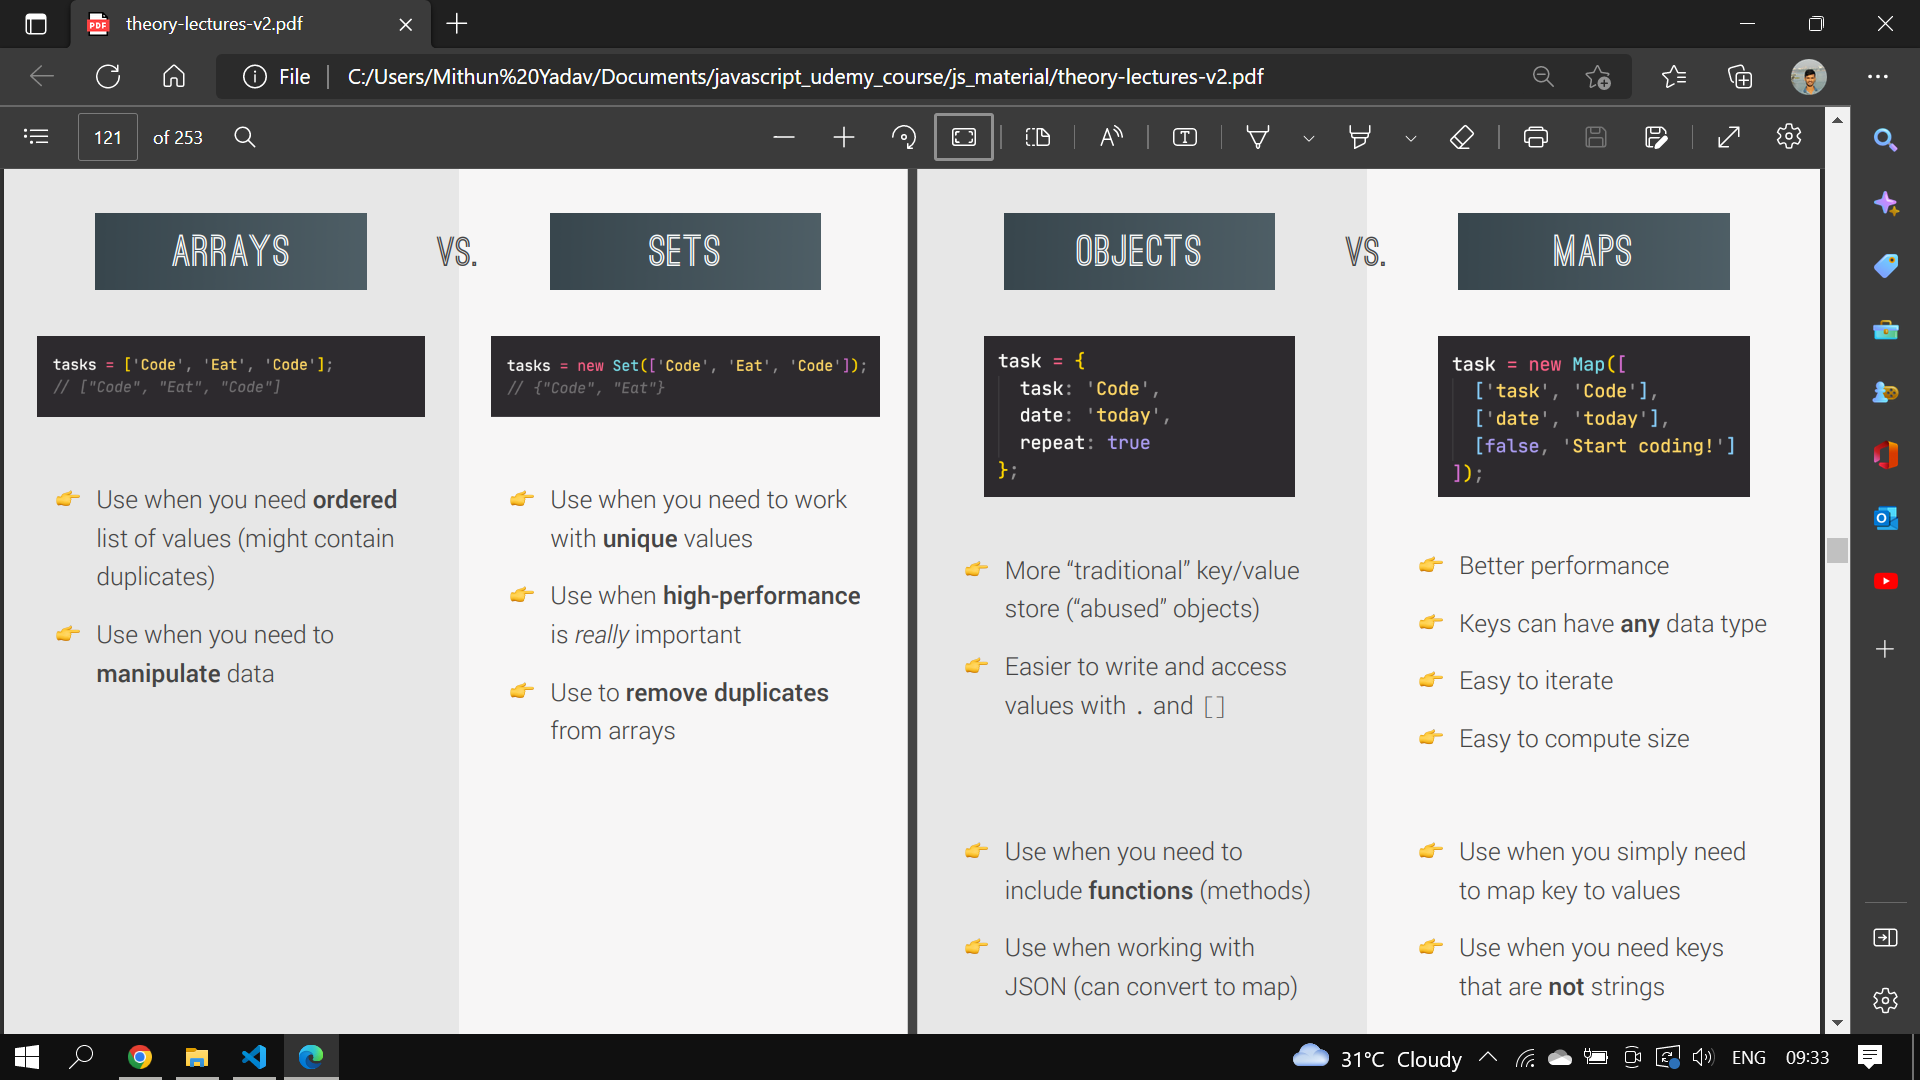 theory-lectures-v2.pdf
File
C:/Users/Mithun%20Yadav/Documents/javascript_udemy_course/js_material/theory-lectures-v2.pdf
121 of 253
ARRAYS VS. SETS
tasks = ['Code', 'Eat', 'Code'];
// ["Code", "Eat", "Code"]
👉 Use when you need ordered
list of values (might contain
duplicates)
👉 Use when you need to
manipulate data
tasks = new Set(['Code', 'Eat', 'Code']);
// {"Code", "Eat"}
👉 Use when you need to work
with unique values
👉 Use when high-performance
is really important
👉 Use to remove duplicates
from arrays
OBJECTS VS. MAPS
task = {
task: 'Code',
date: 'today',
repeat: true
};
👉 More “traditional” key/value
store (“abused” objects)
👉 Easier to write and access
values with . and []
👉 Use when you need to
include functions (methods)
👉 Use when working with
JSON (can convert to map)
task = new Map([
['task', 'Code'],
['date', 'today'],
[false, 'Start coding!']
]);
👉 Better performance
👉 Keys can have any data type
👉 Easy to iterate
👉 Easy to compute size
👉 Use when you simply need
to map key to values
👉 Use when you need keys
that are not strings
31°C Cloudy
ENG
09:33